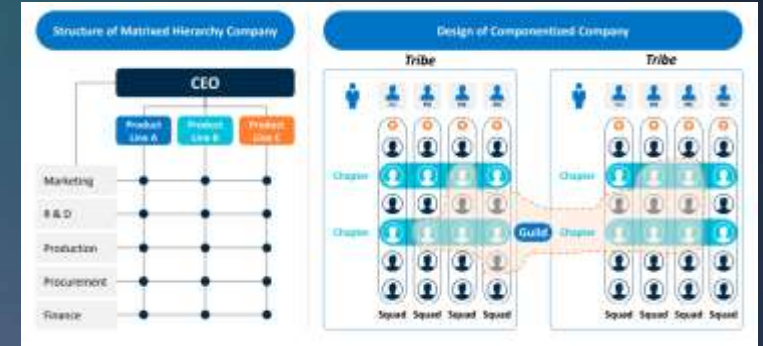 Structure of Matrixed Hierarchy Company
CEO
Product Line A
Product Line B
Product Line C
Marketing
R & D
Production
Procurement
Finance
Design of Componentized Company
Tribe
Tribe
Chapter
Chapter
Chapter
Guild
Chapter
Squad Squad Squad Squad
Squad Squad Squad Squad